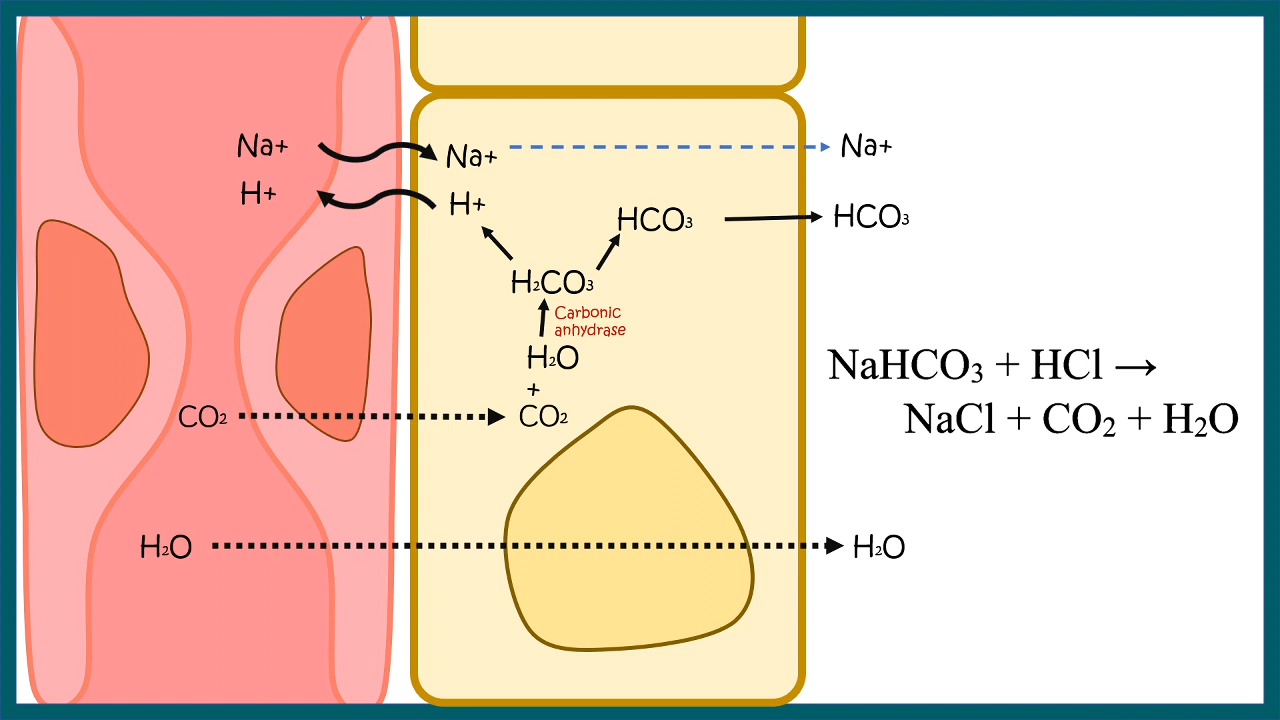 Na+
Na+
Na+
H+
H+
HCO₃
HCO₃
H₂CO₃
Carbonic
anhydrase
H₂O
+
CO₂
CO₂
NaHCO₃ + HCl →
NaCl + CO₂ + H₂O
H₂O
H₂O